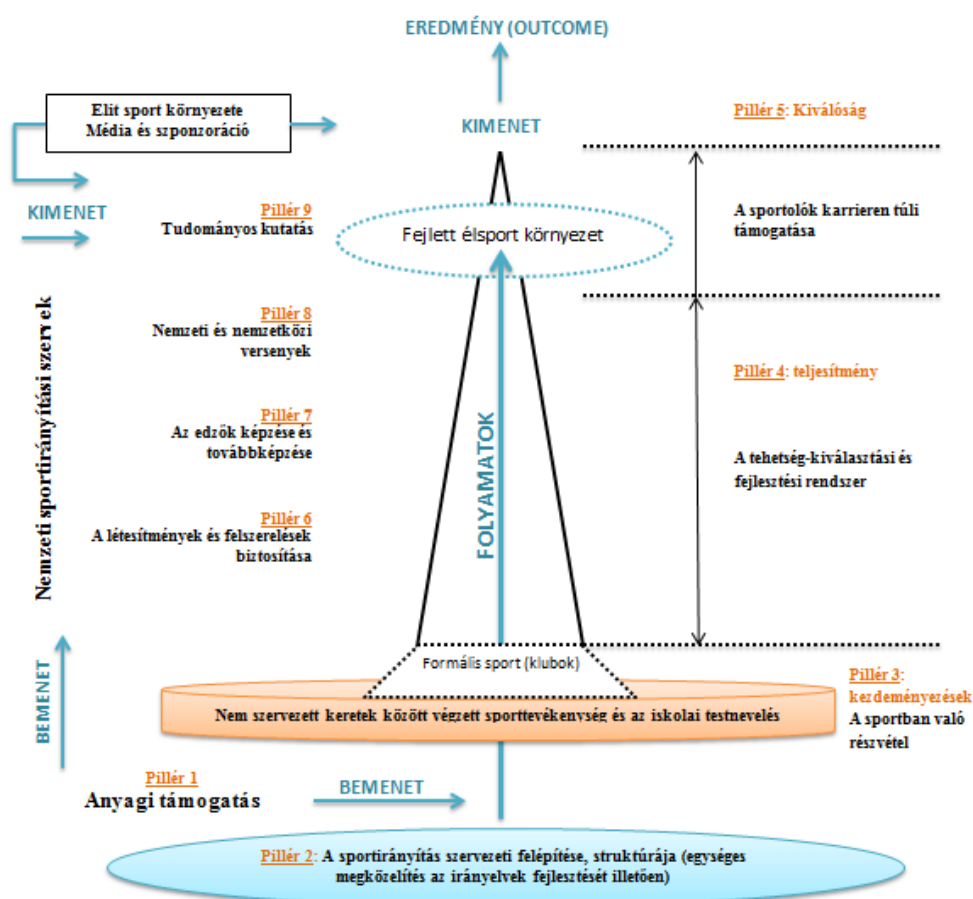 EREDMÉNY (OUTCOME)
Elit sport környezete
Média és szponzoráció
KIMENET
Pillér 5: Kiválóság
KIMENET
Pillér 9
Tudományos kutatás
Fejlett élsport környezet
A sportolók karrieren túli
támogatása
Nemzeti sportirányítási szervek
Pillér 8
Nemzeti és nemzetközi
versenyek
Pillér 4: teljesítmény
Pillér 7
Az edzők képzése és
továbbképzése
FOLYAMATOK
A tehetség-kiválasztási és
fejlesztési rendszer
Pillér 6
A létesítmények és felszerelések
biztosítása
BEMENET
Formális sport (klubok)
Nem szervezett keretek között végzett sporttevékenység és az iskolai testnevelés
Pillér 3:
kezdeményezések
A sportban való
részvétel
Pillér 1
Anyagi támogatás
BEMENET
Pillér 2: A sportirányítás szervezeti felépítése, struktúrája (egységes
megközelítés az irányelvek fejlesztését illetően)